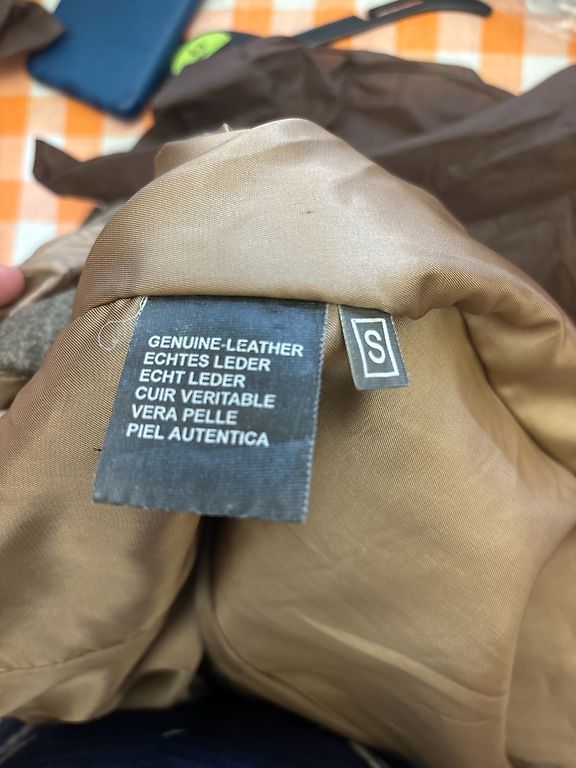 GENUINE-LEATHER
ECHTES LEDER
ECHT LEDER
CUIR VERITABLE
VERA PELLE
PIEL AUTENTICA
S